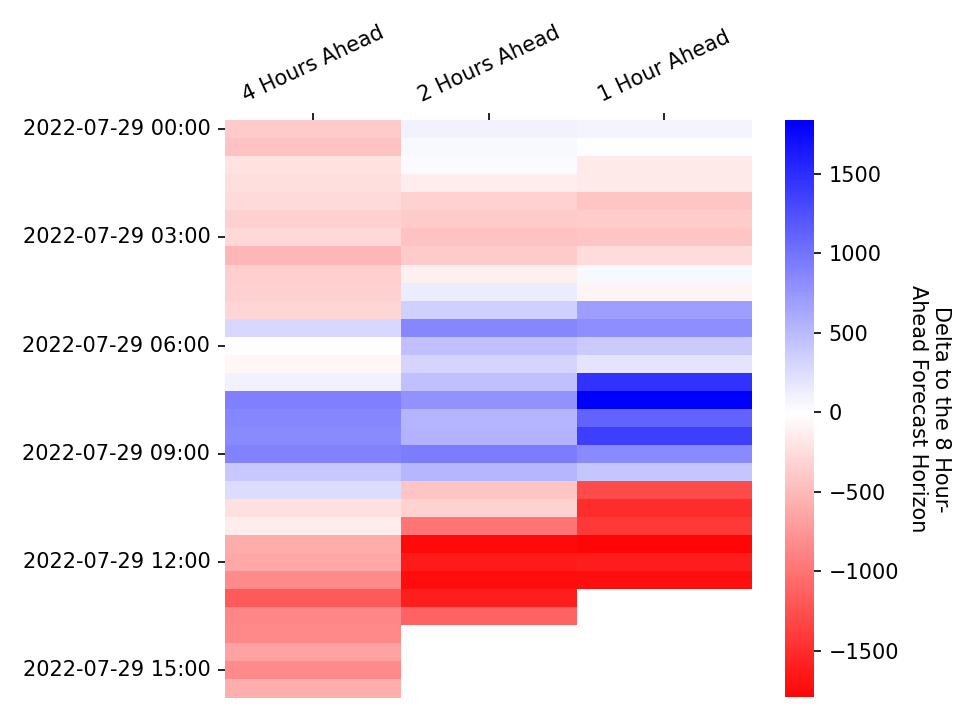 4 Hours Ahead
2 Hours Ahead
1 Hour Ahead
2022-07-29 00:00
2022-07-29 03:00
2022-07-29 06:00
2022-07-29 09:00
2022-07-29 12:00
2022-07-29 15:00
1500
1000
500
0
−500
−1000
−1500
Delta to the 8 Hour-
Ahead Forecast Horizon